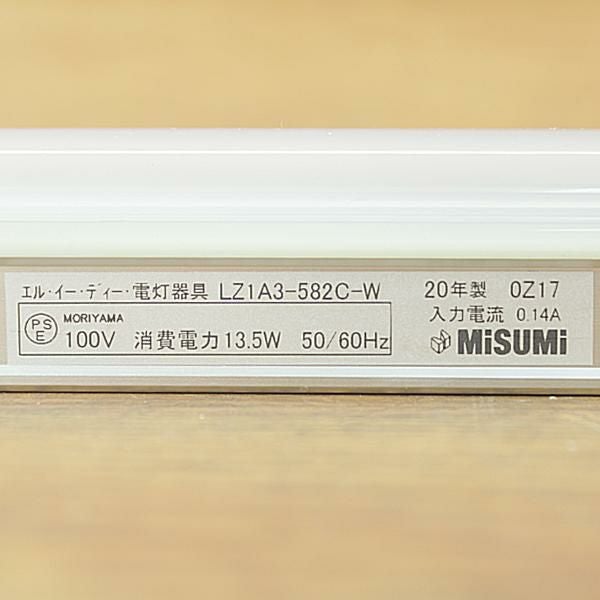 エル・イー・ディー・電灯器具 LZ1A3-582C-W 20年製 0Z17
PSE MORIYAMA 入力電流 0.14A
100V 消費電力13.5W 50/60Hz MiSUMi